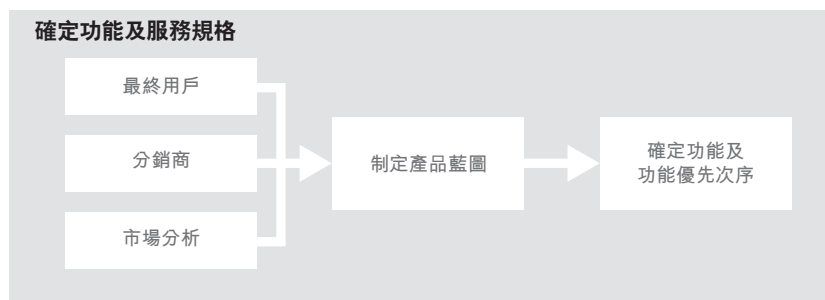 確定功能及服務規格
最終用戶
分銷商
市場分析
制定產品藍圖
確定功能及
功能優先次序